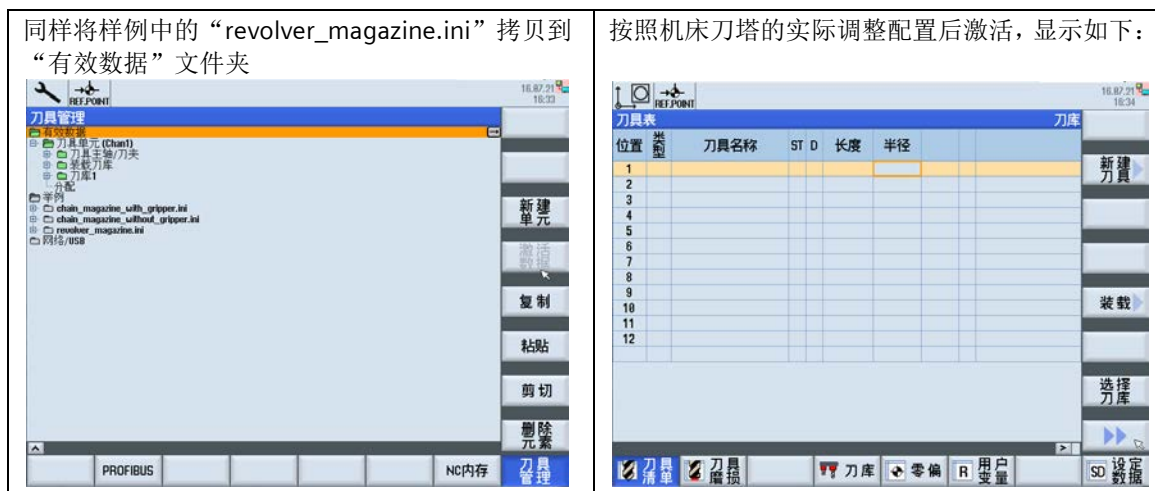 同样将样例中的“revolver_magazine.ini”拷贝到
“有效数据”文件夹
REF.POINT
16.07.21
16:33
刀具管理
有效数据
刀具单元 (Chan1)
刀具主轴/刀夹
装载刀库
刀库1
分配
举例
chain_magazine_with_gripper.ini
chain_magazine_without_gripper.ini
revolver_magazine.ini
网络/USB
新建
单元
激活
数据
复制
粘贴
剪切
删除
元素
PROFIBUS
NC内存
刀具
管理
按照机床刀塔的实际调整配置后激活，显示如下：
REF.POINT
16.07.21
16:34
刀具表 刀库
位置 类型 刀具名称 ST D 长度 半径
1
2
3
4
5
6
7
8
9
10
11
12
新建
刀具
装载
选择
刀库
刀具
清单
刀具
磨损
刀库
零偏
R 用户
变量
SD 设定
数据